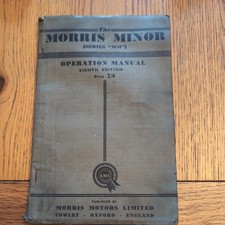 The
MORRIS MINOR
(SERIES "MM")
OPERATION MANUAL
EIGHTH EDITION
Price 2/6
BMC
PUBLISHED BY
MORRIS MOTORS LIMITED
COWLEY · OXFORD · ENGLAND